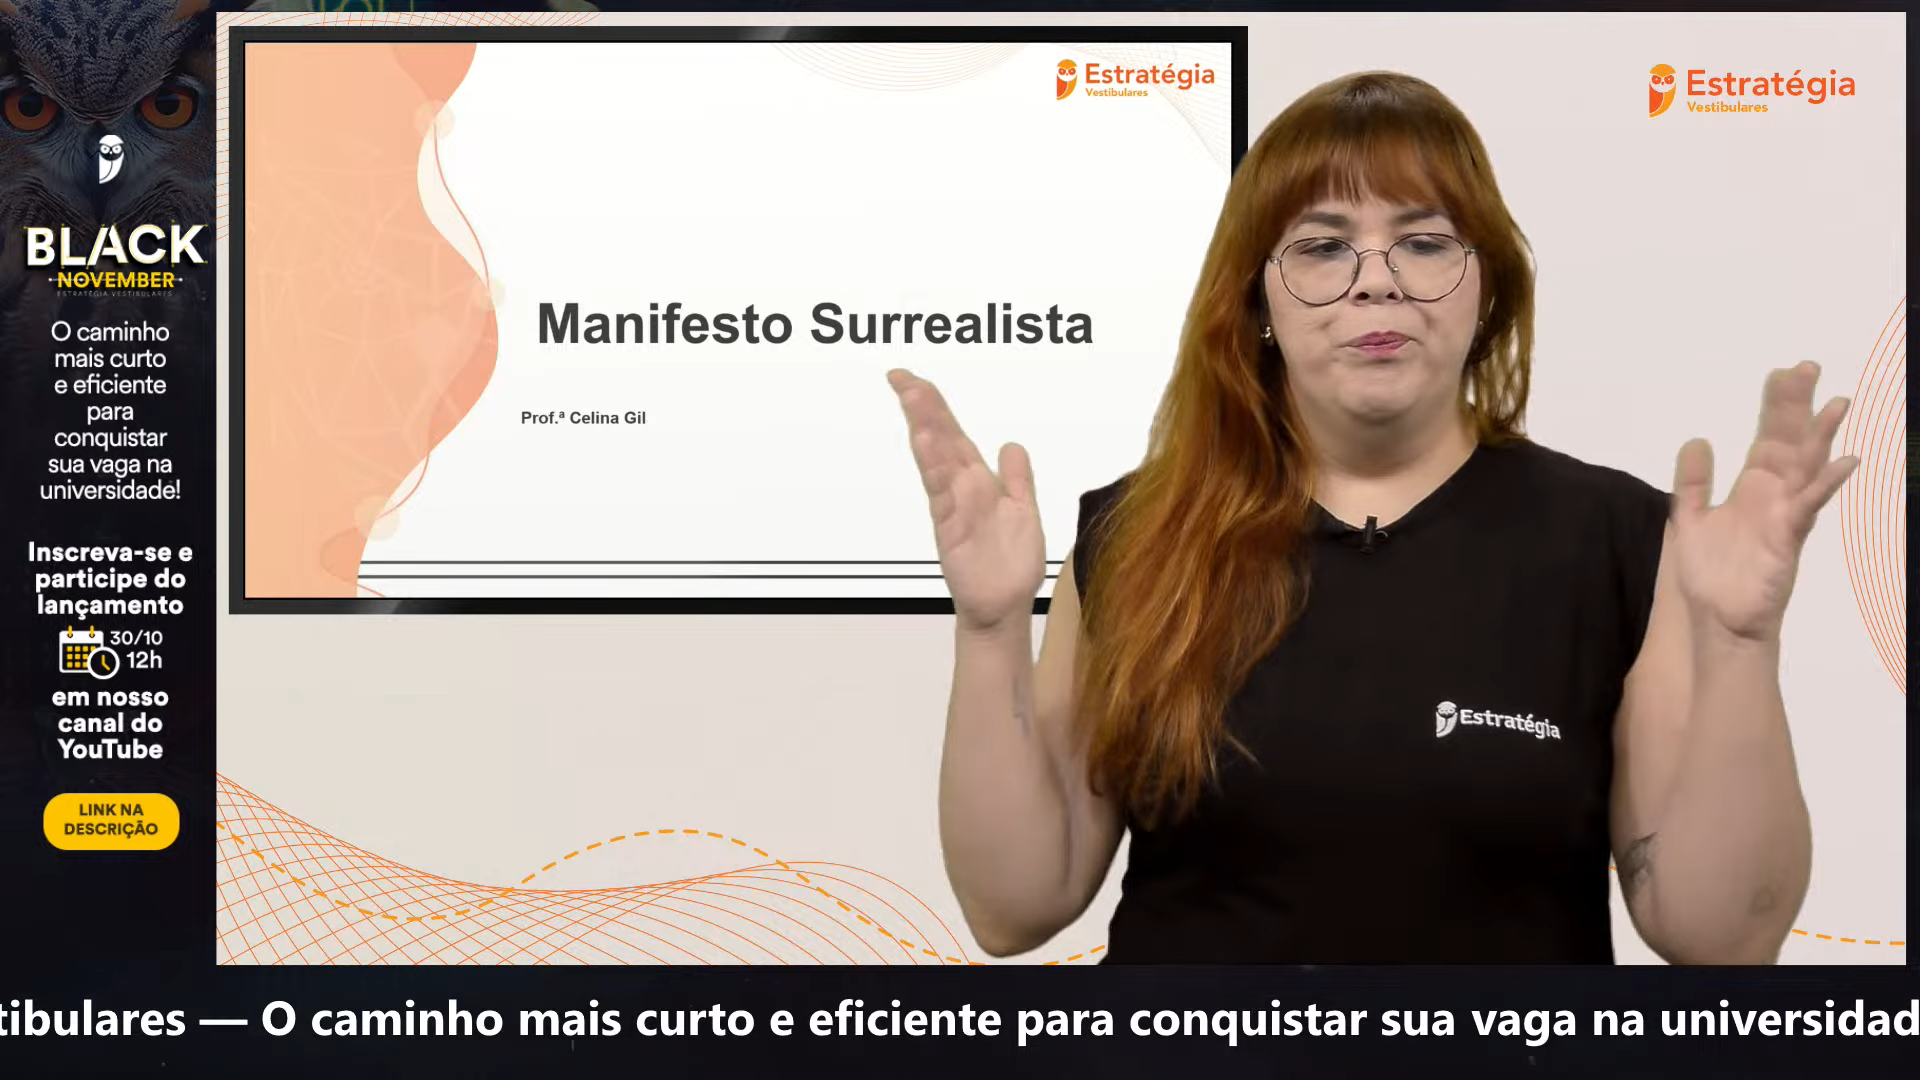 BLACK
NOVEMBER
ESTRATÉGIA VESTIBULARES
O caminho
mais curto
e eficiente
para
conquistar
sua vaga na
universidade!
Inscreva-se e
participe do
lançamento
30/10
12h
em nosso
canal do
YouTube
LINK NA
DESCRIÇÃO
Estratégia
Vestibulares
Manifesto Surrealista
Prof.ª Celina Gil
Estratégia
Vestibulares
Estratégia
tibulares — O caminho mais curto e eficiente para conquistar sua vaga na universidad